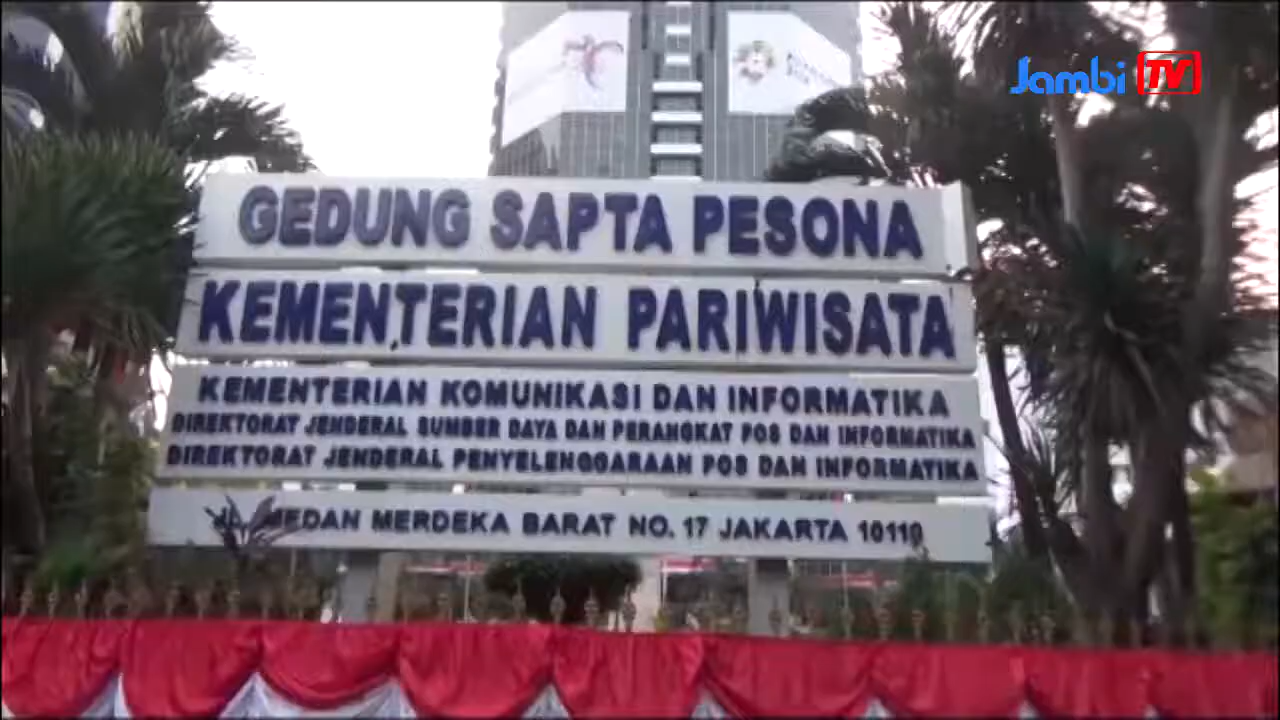 Jambi TV
GEDUNG SAPTA PESONA
KEMENTERIAN PARIWISATA
KEMENTERIAN KOMUNIKASI DAN INFORMATIKA
DIREKTORAT JENDERAL SUMBER DAYA DAN PERANGKAT POS DAN INFORMATIKA
DIREKTORAT JENDERAL PENYELENGGARAAN POS DAN INFORMATIKA
JL. MEDAN MERDEKA BARAT NO. 17 JAKARTA 10110